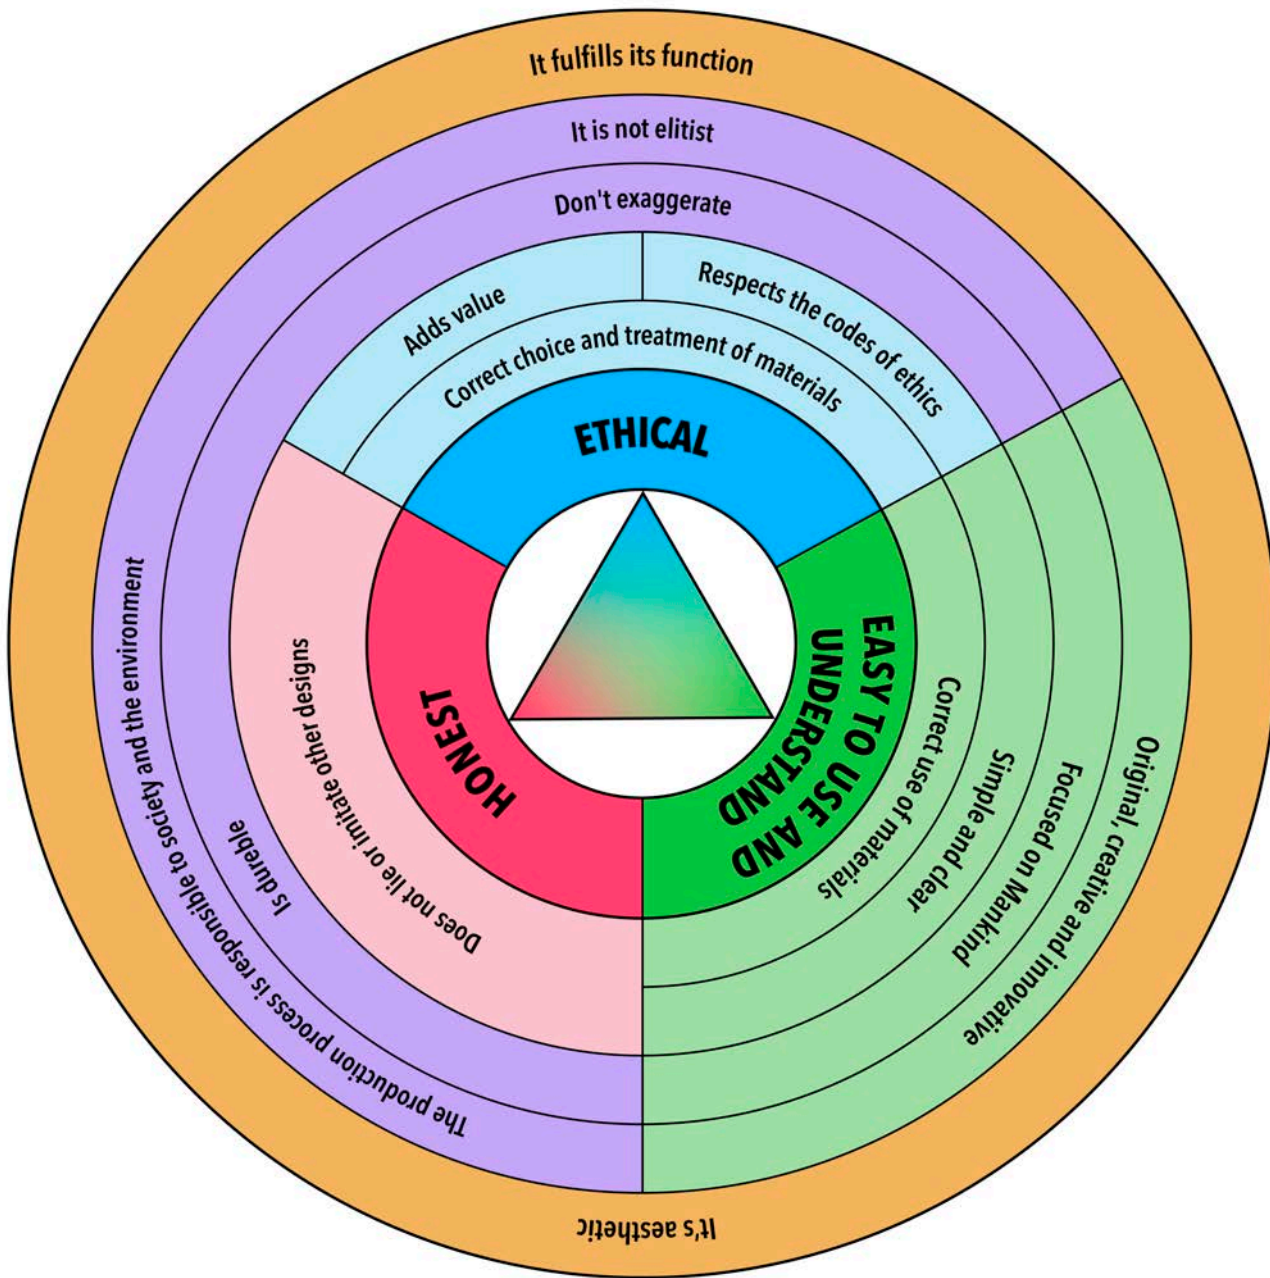 It fulfills its function
It is not elitist
Don't exaggerate
Adds value
Respects the codes of ethics
Correct choice and treatment of materials
ETHICAL
HONEST
EASY TO USE AND
UNDERSTAND
Correct use of materials
Simple and clear
Focused on Mankind
Original, creative and innovative
Does not lie or imitate other designs
Is dureble
The production process is responsible to society and the environment
It's aesthetic